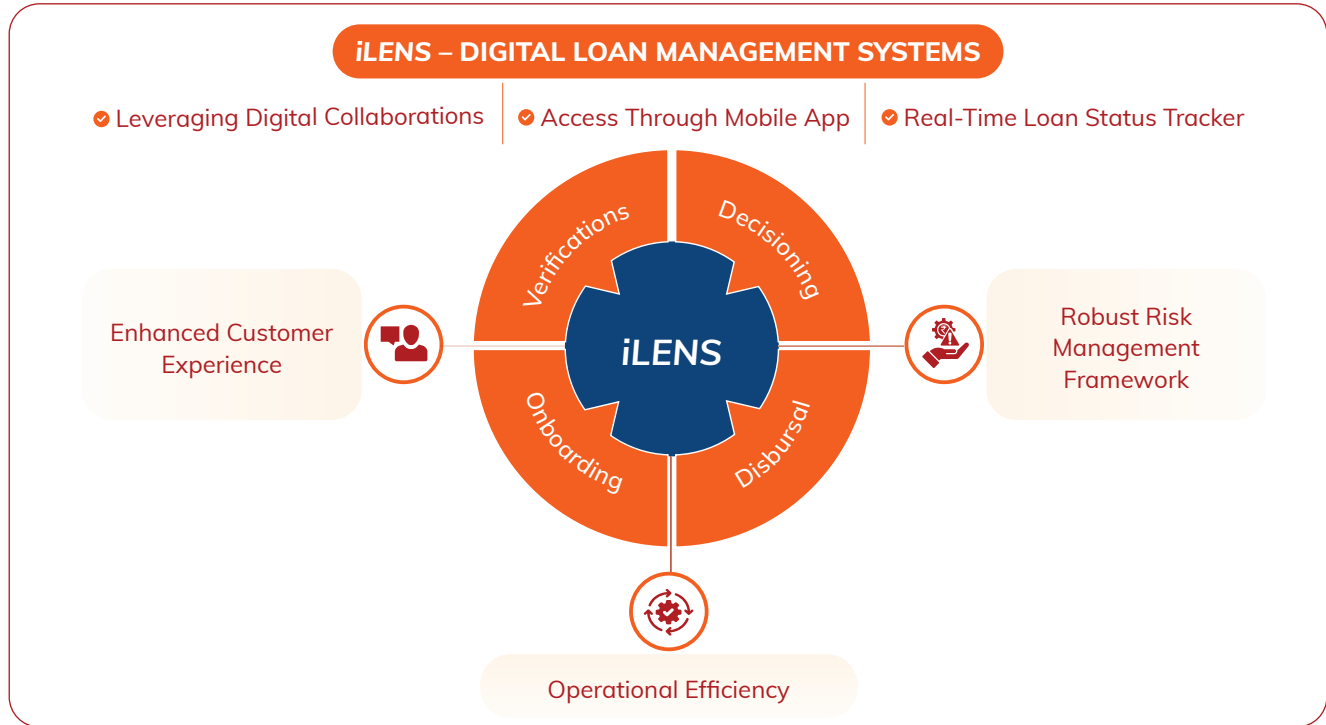 iLENS – DIGITAL LOAN MANAGEMENT SYSTEMS
Leveraging Digital Collaborations
Access Through Mobile App
Real-Time Loan Status Tracker
Verifications
Decisioning
Enhanced Customer
Experience
iLENS
Robust Risk
Management
Framework
Onboarding
Disbursal
Operational Efficiency